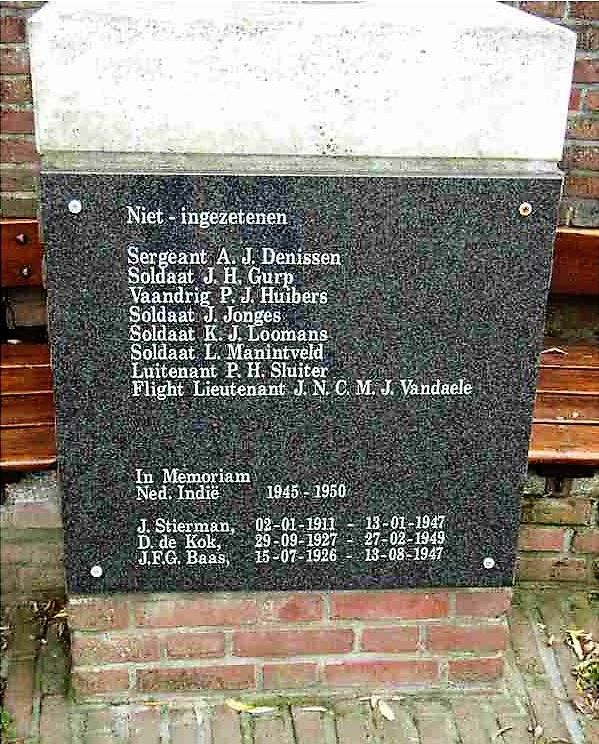 Niet - ingezetenen
Sergeant A. J. Denissen
Soldaat J. H. Gurp
Vaandrig P. J. Huibers
Soldaat J. Jonges
Soldaat K. J. Loomans
Soldaat L. Manintveld
Luitenant P. H. Sluiter
Flight Lieutenant J. N. C. M. J. Vandaele
In Memoriam
Ned. Indië 1945 - 1950
J. Stierman, 02-01-1911 - 13-01-1947
D. de Kok, 29-09-1927 - 27-02-1949
J.F.G. Baas, 15-07-1926 - 13-08-1947